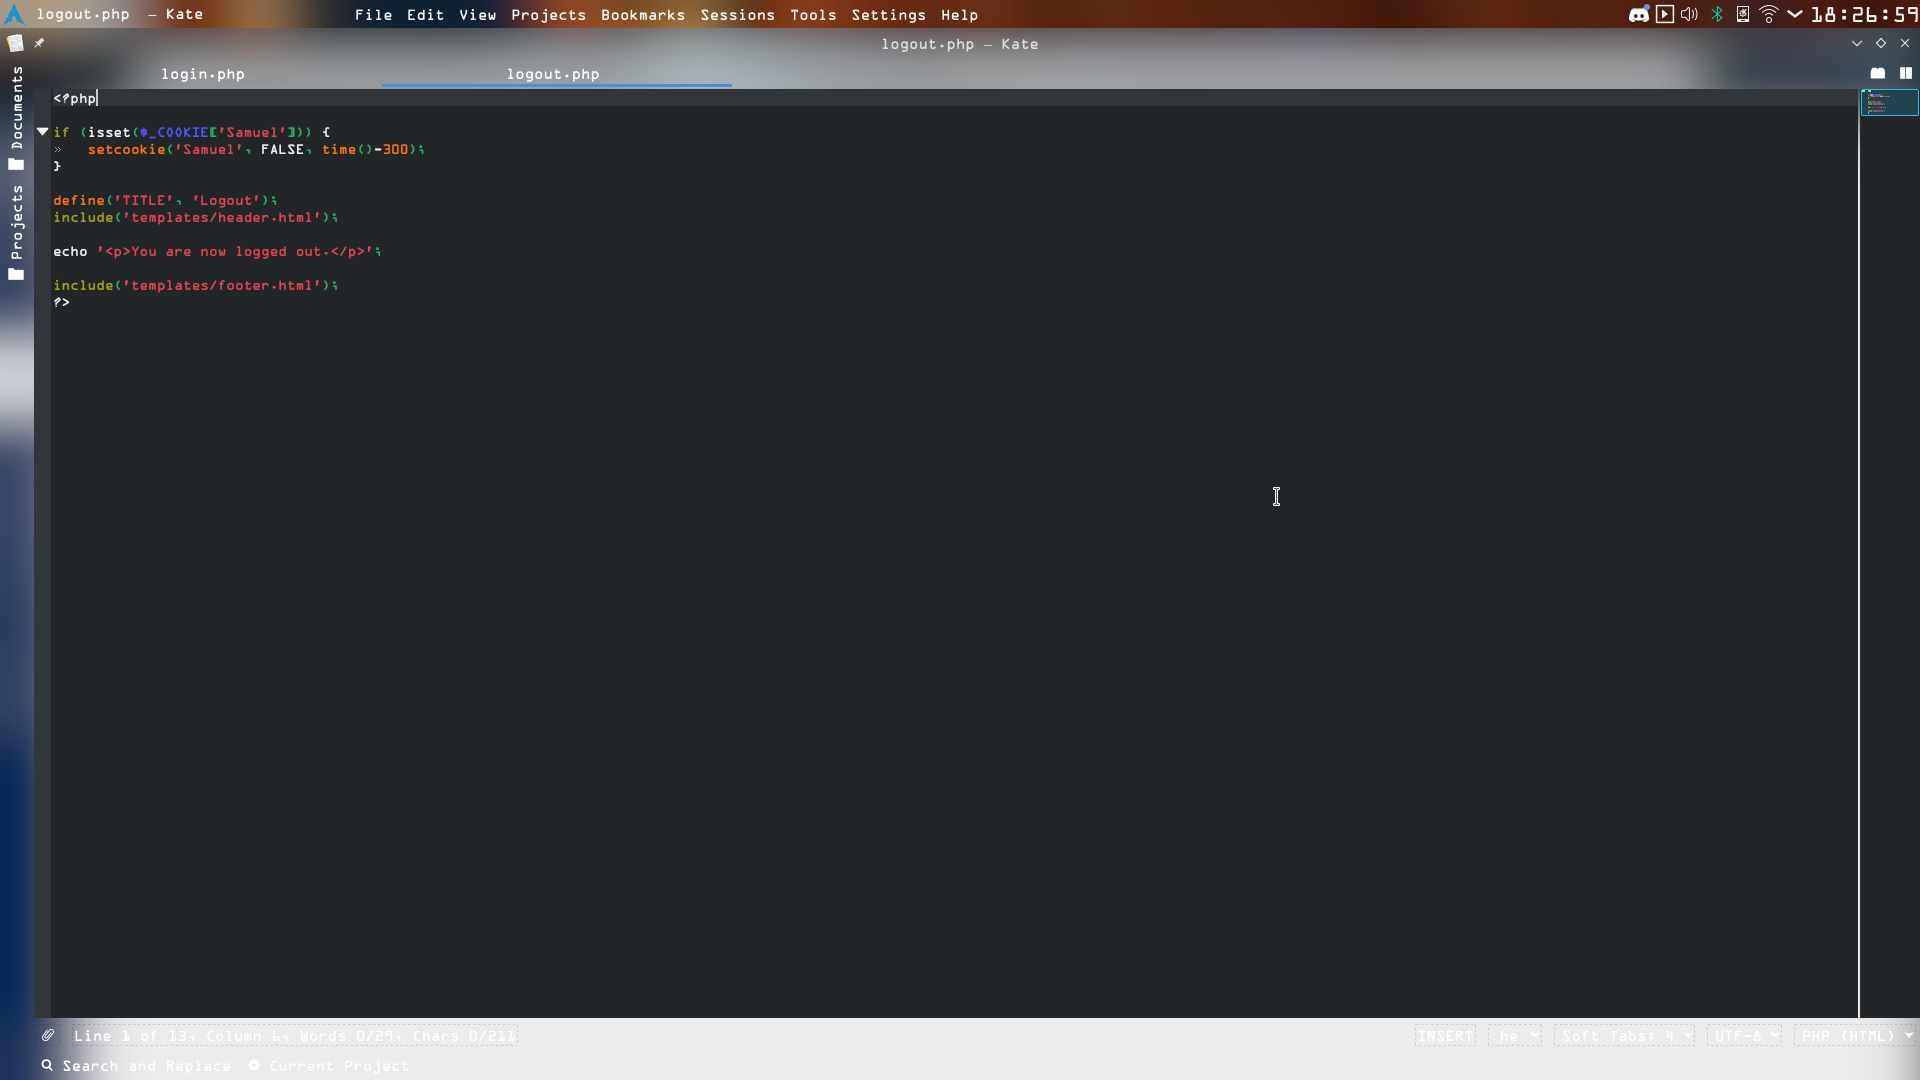 logout.php — Kate
File Edit View Projects Bookmarks Sessions Tools Settings Help
18:26:59
logout.php — Kate
login.php
logout.php
Documents
Projects
<?php
if (isset($_COOKIE['Samuel'])) {
» setcookie('Samuel', FALSE, time()-300);
}
define('TITLE', 'Logout');
include('templates/header.html');
echo '<p>You are now logged out.</p>';
include('templates/footer.html');
?>
Line 1 of 13, Column 6, Words 0/29, Chars 0/211
INSERT
he
Soft Tabs: 4
UTF-8
PHP (HTML)
Search and Replace
Current Project